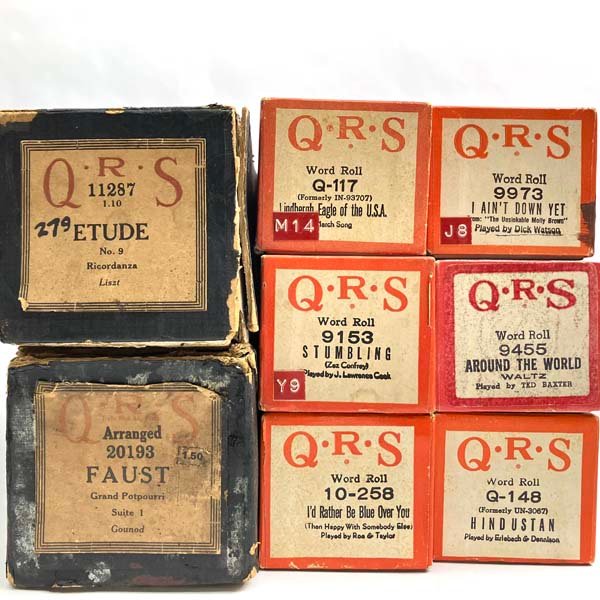 Q·R·S
11287
1.10
279 ETUDE
No. 9
Ricordanza
Liszt
Q·R·S
Arranged
20193
1.50
FAUST
Grand Potpourri
Suite 1
Gounod
Q·R·S
Word Roll
Q-117
(Formerly IN-93707)
Lindbergh, Eagle of the U.S.A.
March Song
M14
Q·R·S
Word Roll
9973
I AIN'T DOWN YET
From: "The Unsinkable Molly Brown"
Played by Dick Watson
J8
Q·R·S
Word Roll
9153
STUMBLING
(Zez Confrey)
Played by J. Lawrence Cook
Y9
Q·R·S
Word Roll
9455
AROUND THE WORLD
WALTZ
Played by TED BAXTER
Q·R·S
Word Roll
10-258
I'd Rather Be Blue Over You
(Than Happy With Somebody Else)
Played by Rea & Taylor
Q·R·S
Word Roll
Q-148
(Formerly UN-3067)
HINDUSTAN
Played by Erlebach & Dennison